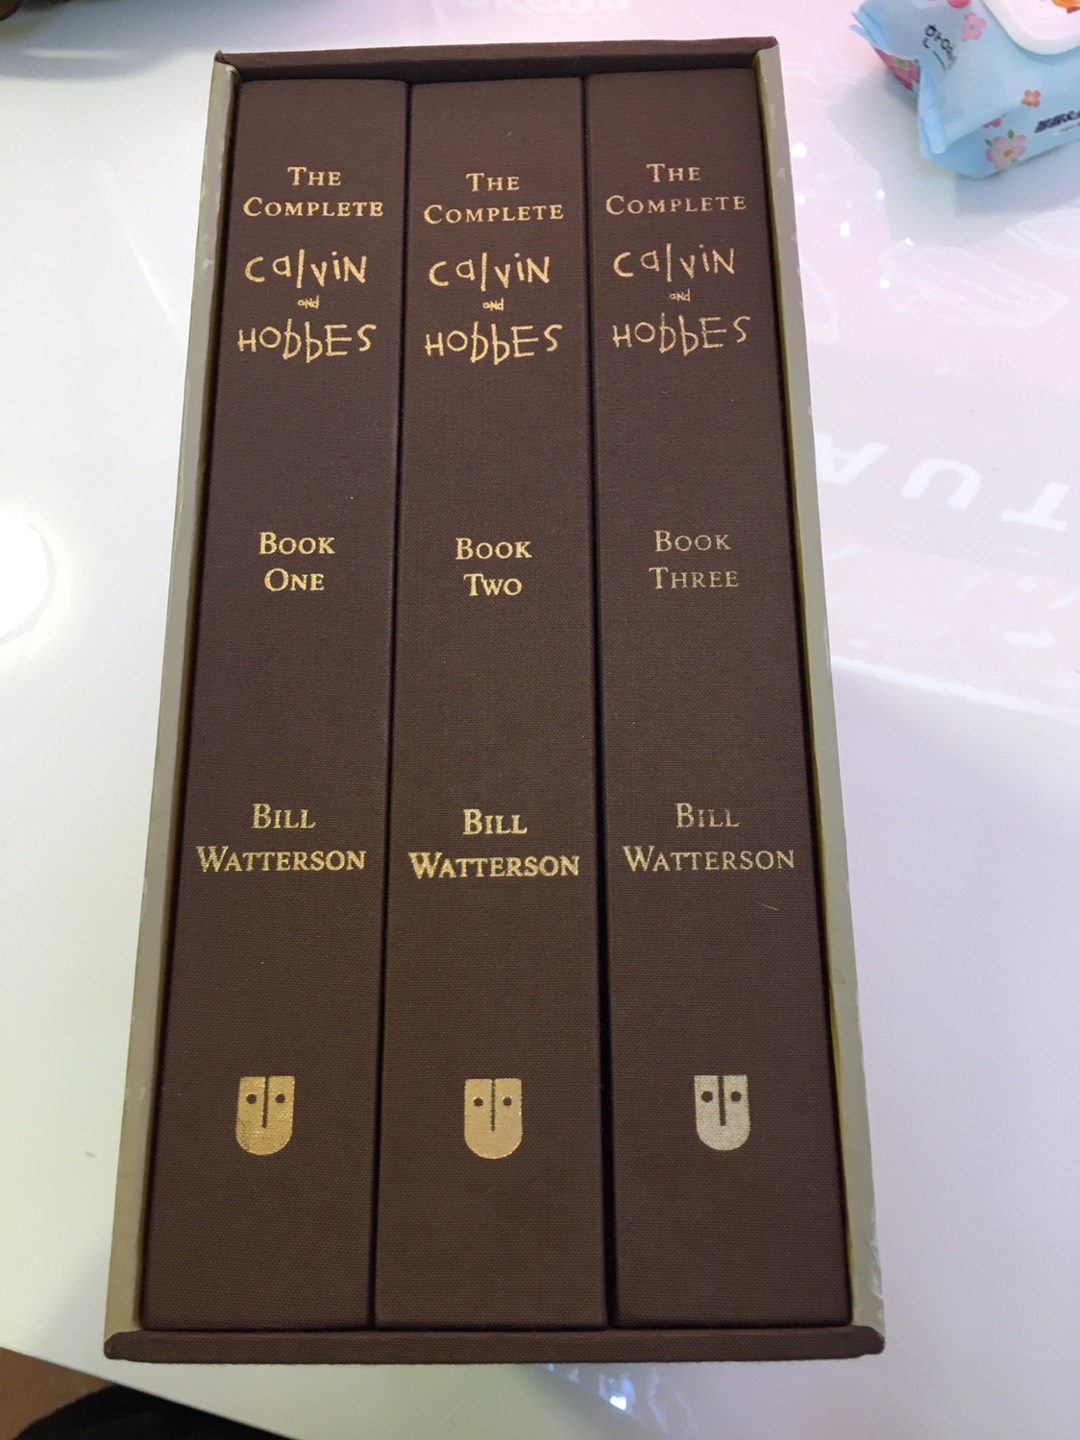 The
Complete
Calvin
and
Hobbes
Book
One
Bill
Watterson
The
Complete
Calvin
and
Hobbes
Book
Two
Bill
Watterson
The
Complete
Calvin
and
Hobbes
Book
Three
Bill
Watterson
TUA